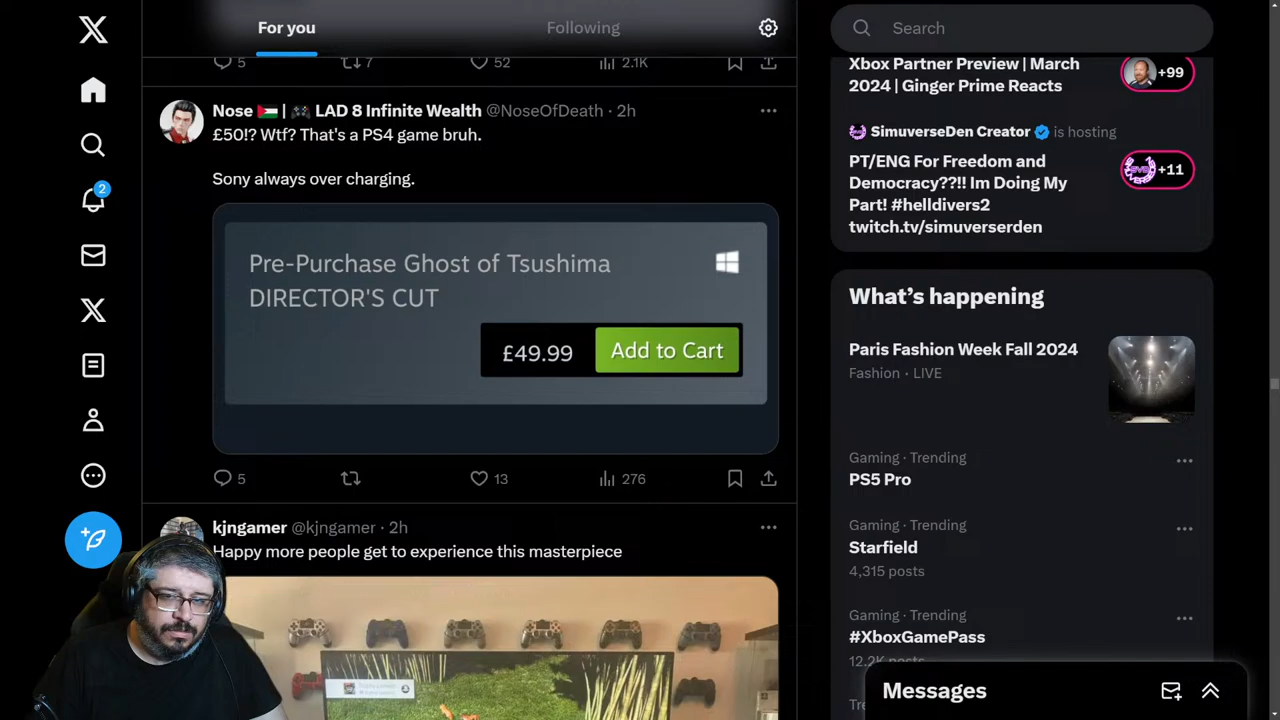 For you
Following
5
7
52
2.1K
Nose 🇵🇸 | 🎮 LAD 8 Infinite Wealth @NoseOfDeath · 2h
£50!? Wtf? That's a PS4 game bruh.
Sony always over charging.
Pre-Purchase Ghost of Tsushima
DIRECTOR'S CUT
£49.99
Add to Cart
5
13
276
kjngamer @kjngamer · 2h
Happy more people get to experience this masterpiece
2
Search
Xbox Partner Preview | March
2024 | Ginger Prime Reacts
+99
SimuverseDen Creator is hosting
PT/ENG For Freedom and
Democracy??!! Im Doing My
Part! #helldivers2
twitch.tv/simuverserden
+11
What's happening
Paris Fashion Week Fall 2024
Fashion · LIVE
Gaming · Trending
PS5 Pro
Gaming · Trending
Starfield
4,315 posts
Gaming · Trending
#XboxGamePass
Messages